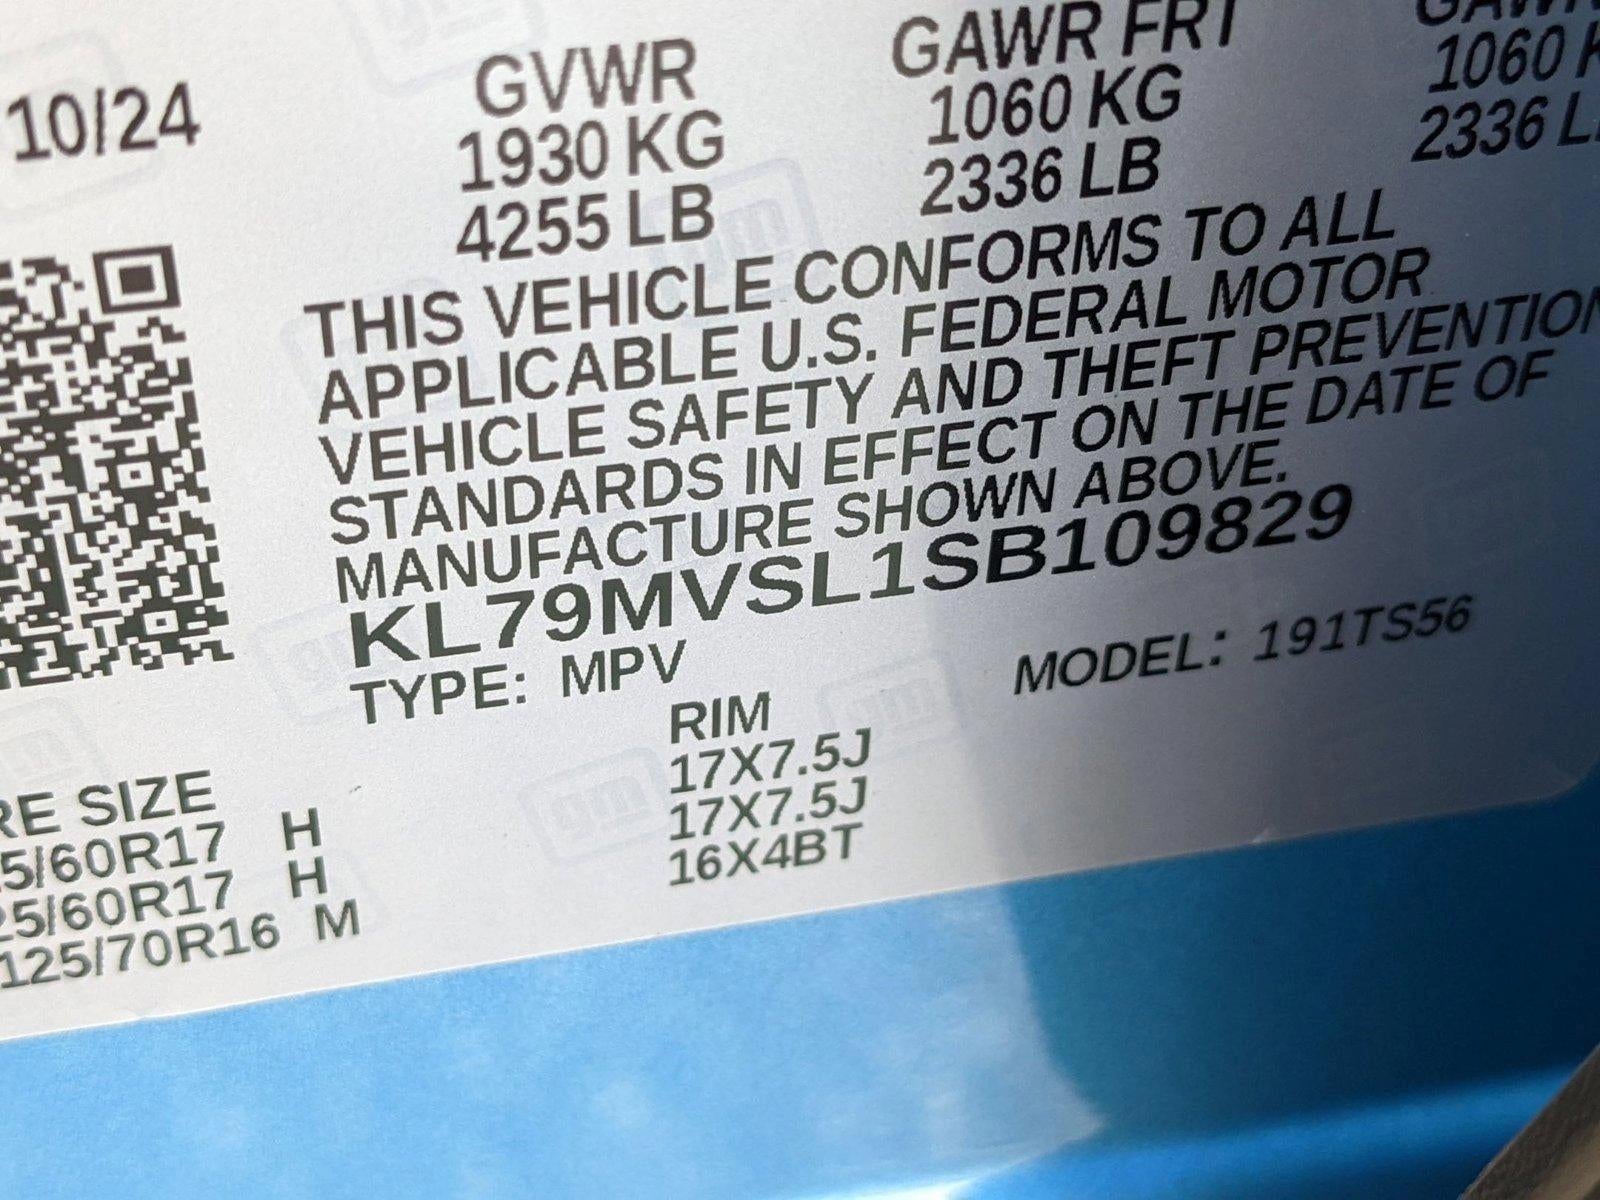 10/24
GVWR
1930 KG
4255 LB
GAWR FRT
1060 KG
2336 LB
1060
2336
THIS VEHICLE CONFORMS TO ALL
APPLICABLE U.S. FEDERAL MOTOR
VEHICLE SAFETY AND THEFT PREVENTION
STANDARDS IN EFFECT ON THE DATE OF
MANUFACTURE SHOWN ABOVE.
KL79MVSL1SB109829
TYPE: MPV
MODEL: 191TS56
SIZE
5/60R17 H
25/60R17 H
125/70R16 M
RIM
17X7.5J
17X7.5J
16X4BT